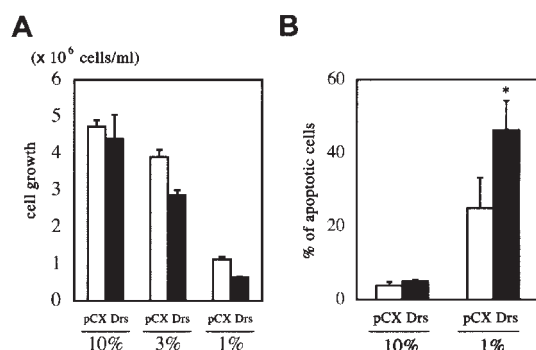 A
(x 10⁶ cells/ml)
cell growth
6
5
4
3
2
1
0
pCX Drs pCX Drs pCX Drs
10% 3% 1%
B
% of apoptotic cells
60
40
20
0
*
pCX Drs pCX Drs
10% 1%